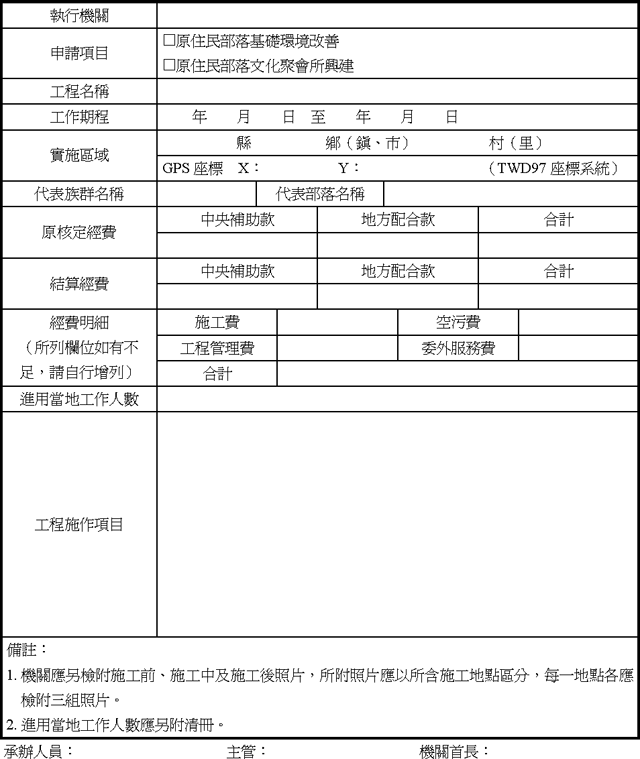 執行機關
申請項目
□原住民部落基礎環境改善
□原住民部落文化聚會所興建
工程名稱
工作期程 年 月 日 至 年 月 日
實施區域
縣 鄉（鎮、市） 村（里）
GPS 座標 X： Y： （TWD97 座標系統）
代表族群名稱 代表部落名稱
原核定經費
中央補助款 地方配合款 合計
結算經費
中央補助款 地方配合款 合計
經費明細
（所列欄位如有不
足，請自行增列）
施工費 空污費
工程管理費 委外服務費
合計
進用當地工作人數
工程施作項目
備註：
1. 機關應另檢附施工前、施工中及施工後照片，所附照片應以所含施工地點區分，每一地點各應
檢附三組照片。
2. 進用當地工作人數應另附清冊。
承辦人員： 主管： 機關首長：